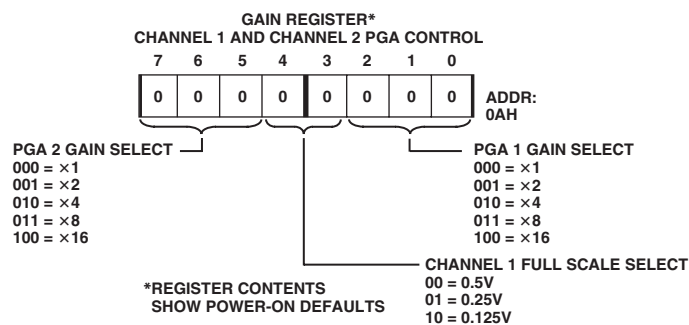 GAIN REGISTER*
CHANNEL 1 AND CHANNEL 2 PGA CONTROL
7 6 5 4 3 2 1 0
0 0 0 0 0 0 0 0
ADDR:
0AH
PGA 2 GAIN SELECT
000 = ×1
001 = ×2
010 = ×4
011 = ×8
100 = ×16
PGA 1 GAIN SELECT
000 = ×1
001 = ×2
010 = ×4
011 = ×8
100 = ×16
CHANNEL 1 FULL SCALE SELECT
00 = 0.5V
01 = 0.25V
10 = 0.125V
*REGISTER CONTENTS
SHOW POWER-ON DEFAULTS